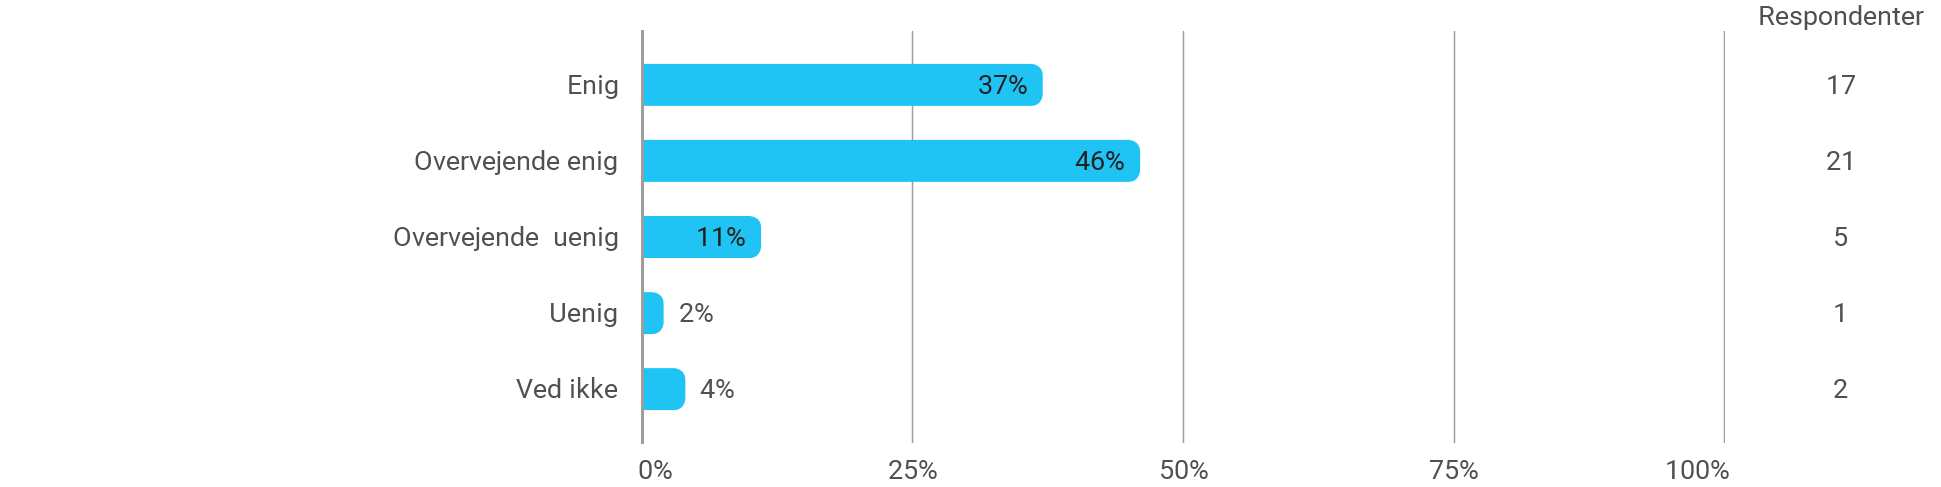 Respondenter
Enig 37% 17
Overvejende enig 46% 21
Overvejende  uenig 11% 5
Uenig 2% 1
Ved ikke 4% 2
0% 25% 50% 75% 100%